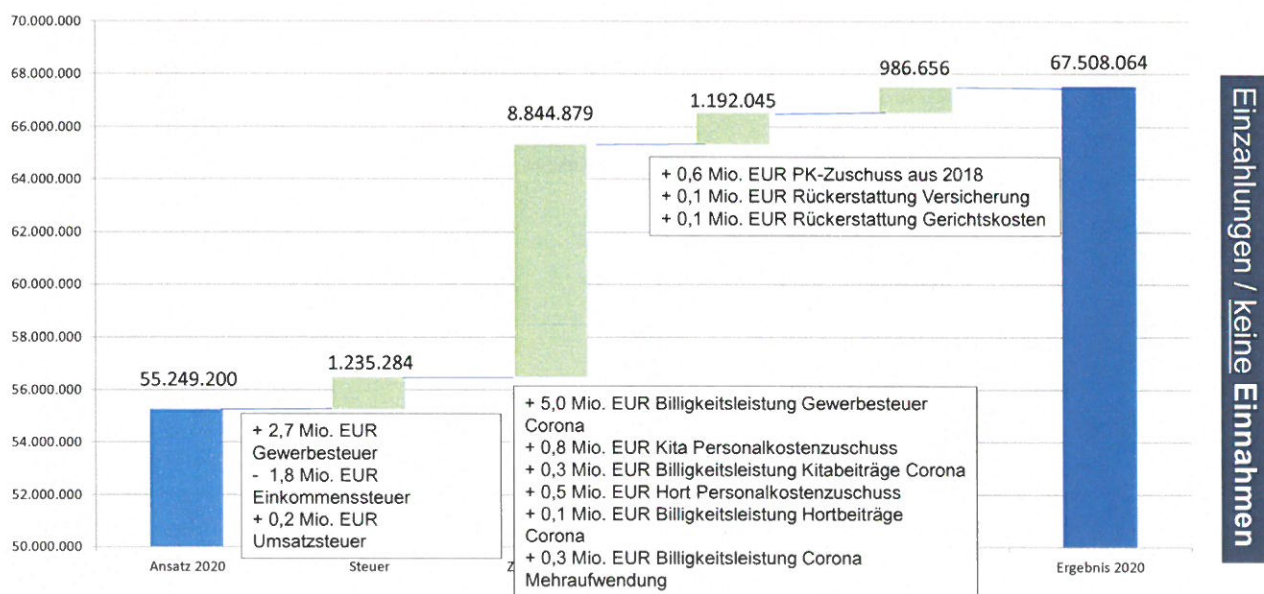 70.000.000
68.000.000
66.000.000
64.000.000
62.000.000
60.000.000
58.000.000
56.000.000
54.000.000
52.000.000
50.000.000
55.249.200
1.235.284
8.844.879
1.192.045
986.656
67.508.064
+ 0,6 Mio. EUR PK-Zuschuss aus 2018
+ 0,1 Mio. EUR Rückerstattung Versicherung
+ 0,1 Mio. EUR Rückerstattung Gerichtskosten
+ 2,7 Mio. EUR
Gewerbesteuer
- 1,8 Mio. EUR
Einkommenssteuer
+ 0,2 Mio. EUR
Umsatzsteuer
+ 5,0 Mio. EUR Billigkeitsleistung Gewerbesteuer
Corona
+ 0,8 Mio. EUR Kita Personalkostenzuschuss
+ 0,3 Mio. EUR Billigkeitsleistung Kitabeiträge Corona
+ 0,5 Mio. EUR Hort Personalkostenzuschuss
+ 0,1 Mio. EUR Billigkeitsleistung Hortbeiträge
Corona
+ 0,3 Mio. EUR Billigkeitsleistung Corona
Mehraufwendung
Ansatz 2020
Steuer
Ergebnis 2020
Einzahlungen / keine Einnahmen